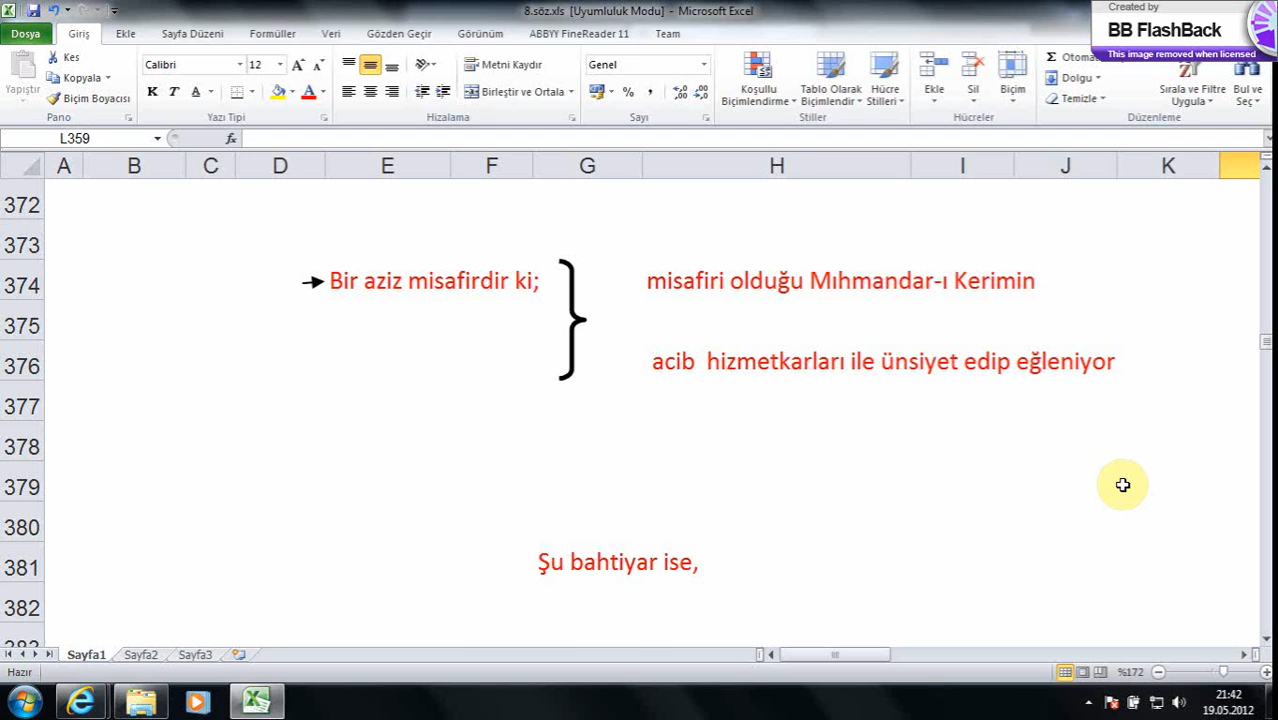 8.söz.xls [Uyumluluk Modu] - Microsoft Excel
Created by
BB FlashBack
This image removed when licensed
Dosya Giriş Ekle Sayfa Düzeni Formüller Veri Gözden Geçir Görünüm ABBYY FineReader 11 Team
Yapıştır
Kes
Kopyala
Biçim Boyacısı
Pano
Calibri 12
K T A
Yazı Tipi
Metni Kaydır
Birleştir ve Ortala
Hizalama
Genel
%
Sayı
Koşullu Biçimlendirme
Tablo Olarak Biçimlendir
Hücre Stilleri
Stiller
Ekle
Sil
Biçim
Hücreler
Σ Otoma
Dolgu
Temizle
Sırala ve Filtre Uygula
Bul ve Seç
Düzenleme
L359 fx
A B C D E F G H I J K
372
373
374 Bir aziz misafirdir ki; misafiri olduğu Mıhmandar-ı Kerimin
375
376 acib hizmetkarları ile ünsiyet edip eğleniyor
377
378
379
380
381 Şu bahtiyar ise,
382
Sayfa1 Sayfa2 Sayfa3
Hazır %172
21:42
19.05.2012